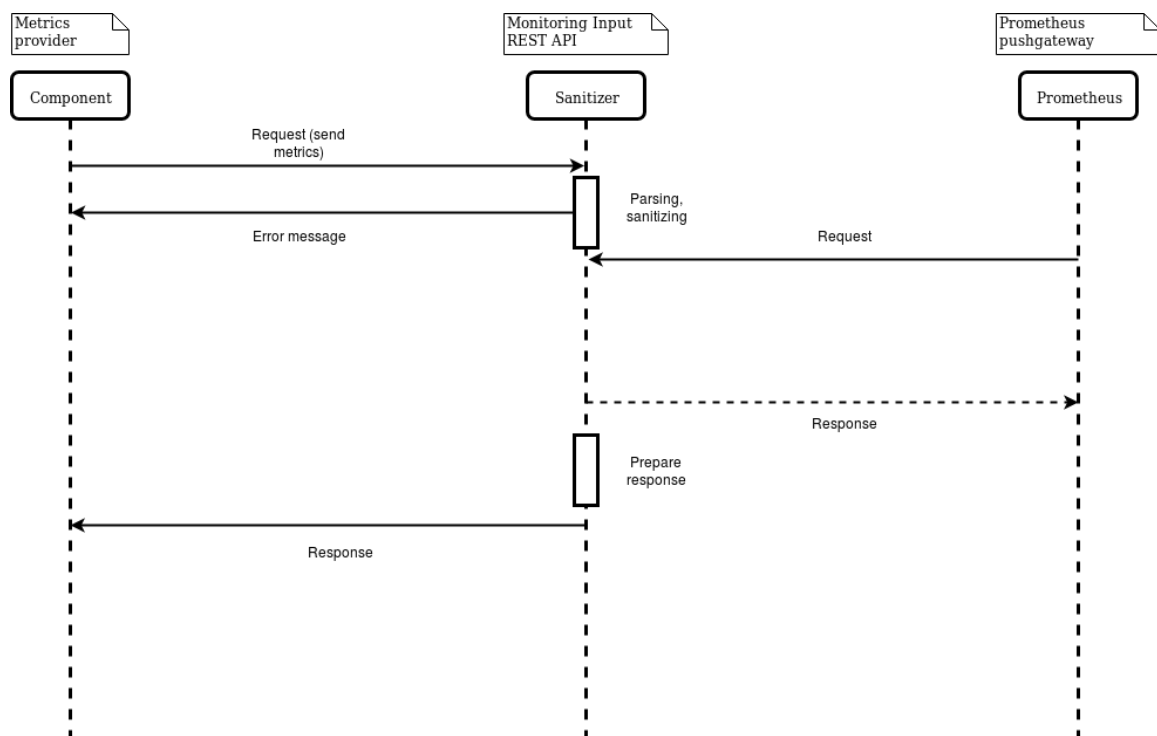 Metrics
provider
Monitoring Input
REST API
Prometheus
pushgateway
Component
Sanitizer
Prometheus
Request (send
metrics)
Parsing,
sanitizing
Error message
Request
Response
Prepare
response
Response